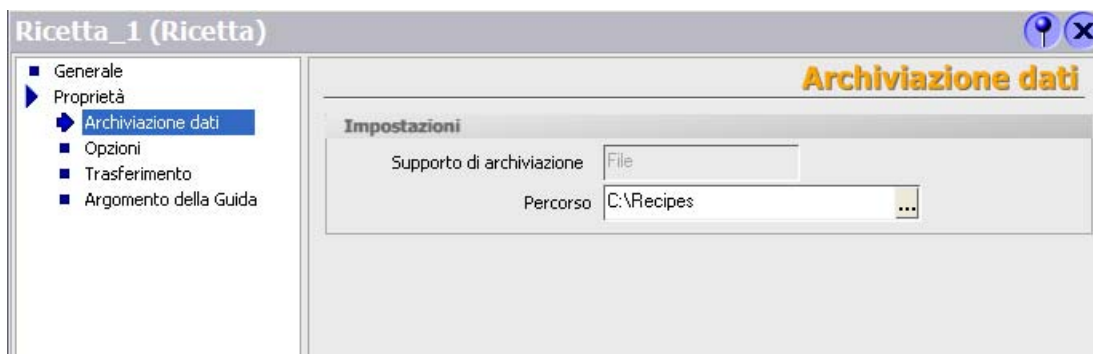 Ricetta_1 (Ricetta)
Generale
Proprietà
Archiviazione dati
Opzioni
Trasferimento
Argomento della Guida
Archiviazione dati
Impostazioni
Supporto di archiviazione File
Percorso C:\Recipes ...